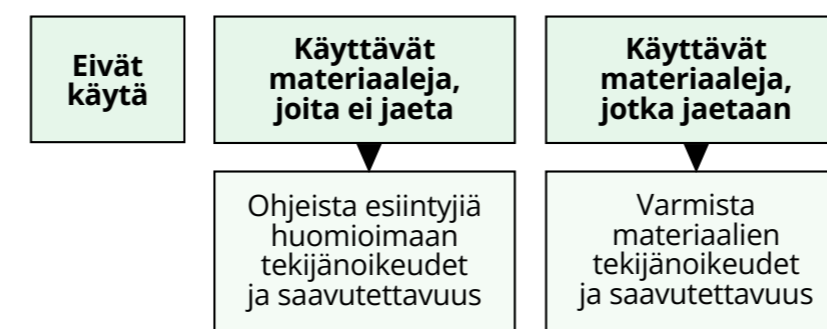 Eivät
käytä
Käyttävät
materiaaleja,
joita ei jaeta
Ohjeista esiintyjiä
huomioimaan
tekijänoikeudet
ja saavutettavuus
Käyttävät
materiaaleja,
jotka jaetaan
Varmista
materiaalien
tekijänoikeudet
ja saavutettavuus